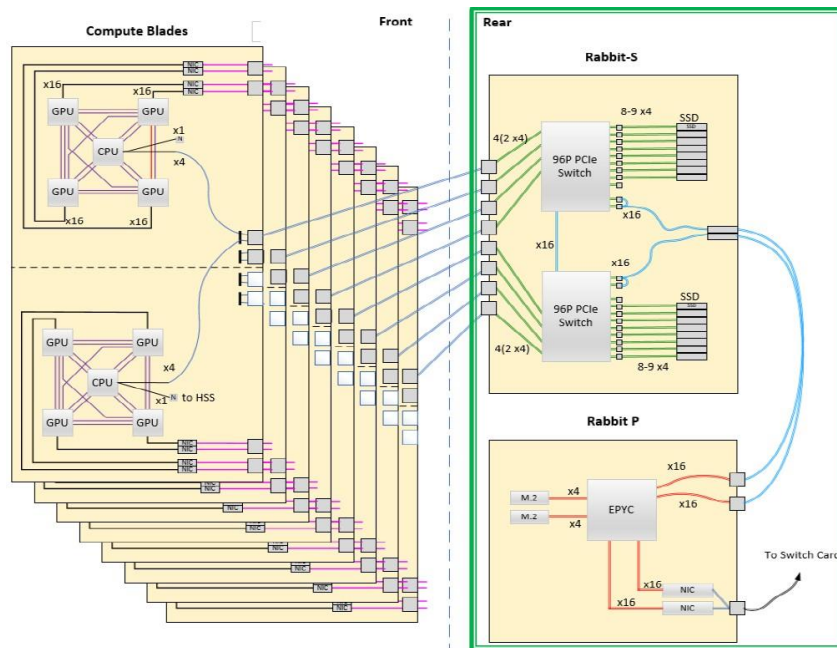 Compute Blades
Front
Rear
Rabbit-S
NIC
NIC
x16
x16
NIC
NIC
GPU
GPU
x1
CPU
N
x4
GPU
GPU
x16
x16
8-9 x4
SSD
SSD
4(2 x4)
96P PCIe
Switch
x16
x16
x16
96P PCIe
Switch
SSD
SSD
4(2 x4)
8-9 x4
GPU
GPU
x4
CPU
x1
N
to HSS
GPU
GPU
NIC
NIC
NIC
NIC
NIC
NIC
NIC
NIC
NIC
NIC
NIC
Rabbit P
x16
M.2
x4
x16
M.2
x4
EPYC
To Switch Card
x16
NIC
x16
NIC